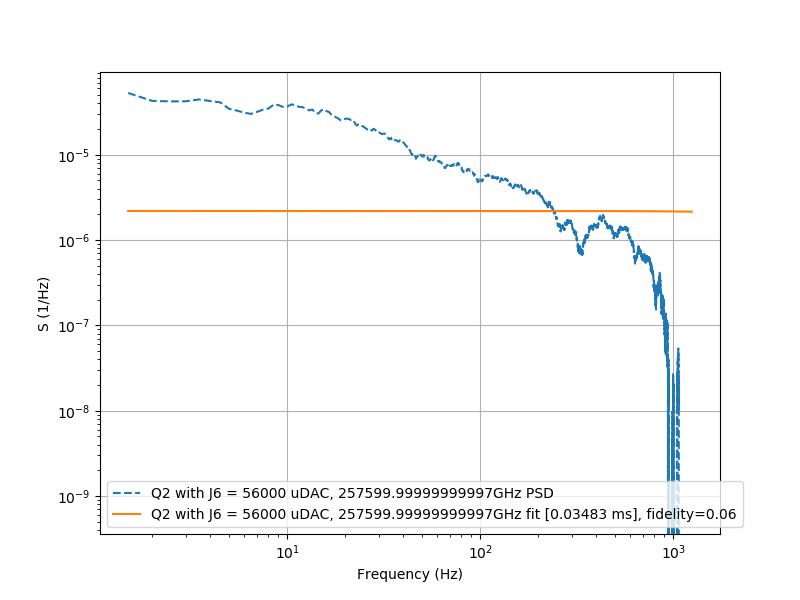 S (1/Hz)
10⁻⁵
10⁻⁶
10⁻⁷
10⁻⁸
10⁻⁹
Q2 with J6 = 56000 uDAC, 257599.99999999997GHz PSD
Q2 with J6 = 56000 uDAC, 257599.99999999997GHz fit [0.03483 ms], fidelity=0.06
10¹ 10² 10³
Frequency (Hz)